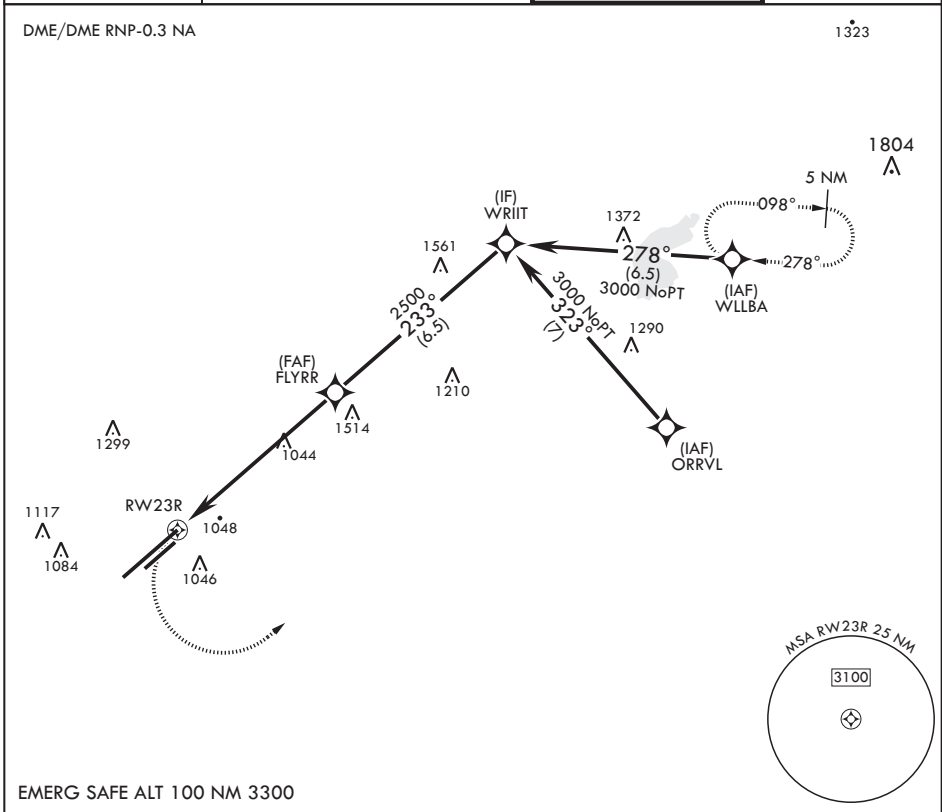 DME/DME RNP-0.3 NA
1323
1804
5 NM
098°
278°
(IAF)
WLLBA
(IF)
WRIIT
1372
278°
(6.5)
3000 NoPT
1561
3000 NoPT
323°
(7)
1290
2500
233°
(6.5)
(FAF)
FLYRR
1210
1514
(IAF)
ORRVL
1299
1044
RW23R
1048
1117
1084
1046
MSA RW23R 25 NM
3100
EMERG SAFE ALT 100 NM 3300